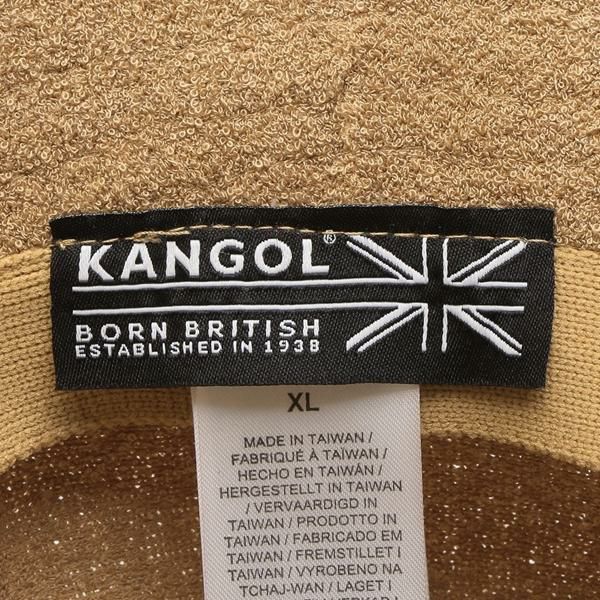 KANGOL®
BORN BRITISH
ESTABLISHED IN 1938
XL
MADE IN TAIWAN /
FABRIQUÉ À TAÏWAN /
HECHO EN TAIWÁN /
HERGESTELLT IN TAIWAN
/ VERVAARDIGD IN
TAIWAN / PRODOTTO IN
TAIWAN / FABRICADO EM
TAIWAN / FREMSTILLET I
TAIWAN / VYROBENO NA
TCHAJ-WAN / LAGET I